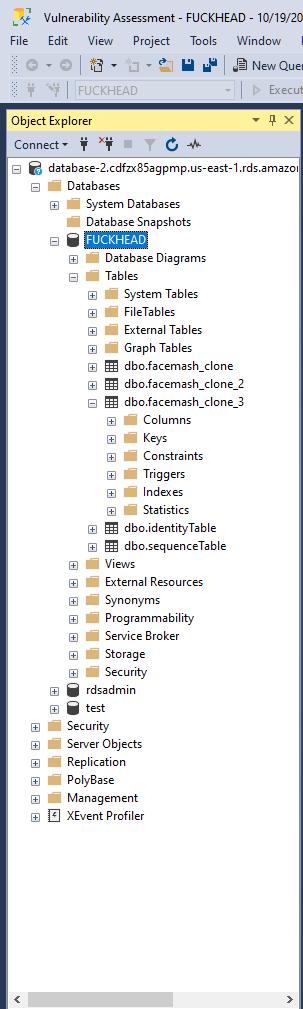 Vulnerability Assessment - FUCKHEAD - 10/19/20
File Edit View Project Tools Window
New Quer
FUCKHEAD Execut
Object Explorer
Connect
database-2.cdfzx85agpmp.us-east-1.rds.amazon
Databases
System Databases
Database Snapshots
FUCKHEAD
Database Diagrams
Tables
System Tables
FileTables
External Tables
Graph Tables
dbo.facemash_clone
dbo.facemash_clone_2
dbo.facemash_clone_3
Columns
Keys
Constraints
Triggers
Indexes
Statistics
dbo.identityTable
dbo.sequenceTable
Views
External Resources
Synonyms
Programmability
Service Broker
Storage
Security
rdsadmin
test
Security
Server Objects
Replication
PolyBase
Management
XEvent Profiler